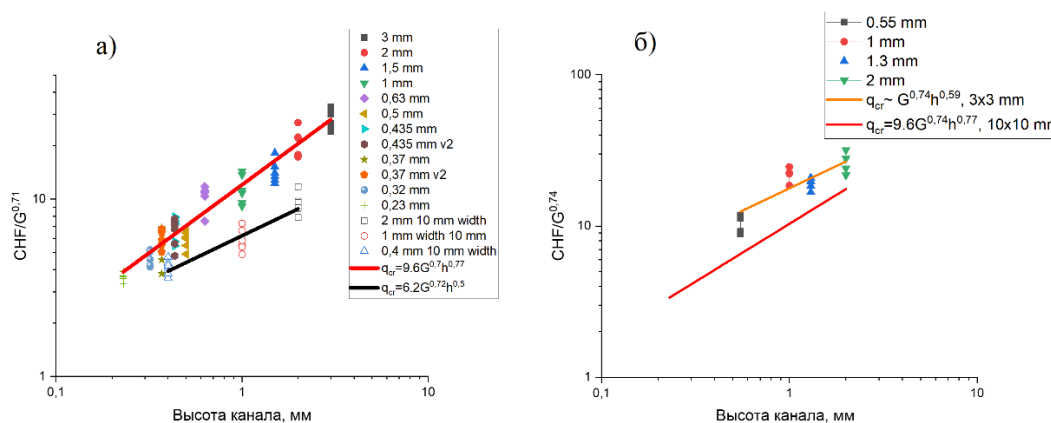 а)
3 mm
2 mm
1,5 mm
1 mm
0,63 mm
0,5 mm
0,435 mm
0,435 mm v2
0,37 mm
0,37 mm v2
0,32 mm
0,23 mm
2 mm 10 mm width
1 mm width 10 mm
0,4 mm 10 mm width
q_cr=9.6G^0,7h^0,77
q_cr=6.2G^0,72h^0,5
CHF/G^0,71
10
1
0,1
1
10
Высота канала, мм
б)
0.55 mm
1 mm
1.3 mm
2 mm
q_cr~ G^0,74h^0,59, 3x3 mm
q_cr=9.6G^0,74h^0,77, 10x10 mm
CHF/G^0,74
100
10
1
0,1
1
10
Высота канала, мм